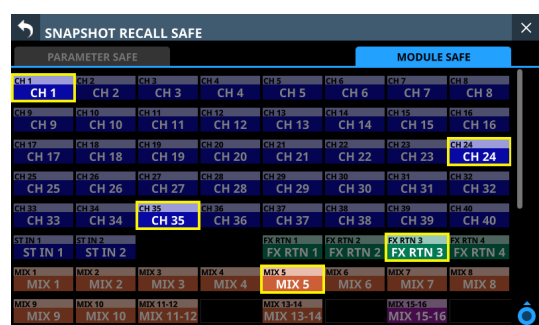 SNAPSHOT RECALL SAFE
PARAMETER SAFE MODULE SAFE
CH 1 CH 2 CH 3 CH 4 CH 5 CH 6 CH 7 CH 8
CH 1 CH 2 CH 3 CH 4 CH 5 CH 6 CH 7 CH 8
CH 9 CH 10 CH 11 CH 12 CH 13 CH 14 CH 15 CH 16
CH 9 CH 10 CH 11 CH 12 CH 13 CH 14 CH 15 CH 16
CH 17 CH 18 CH 19 CH 20 CH 21 CH 22 CH 23 CH 24
CH 17 CH 18 CH 19 CH 20 CH 21 CH 22 CH 23 CH 24
CH 25 CH 26 CH 27 CH 28 CH 29 CH 30 CH 31 CH 32
CH 25 CH 26 CH 27 CH 28 CH 29 CH 30 CH 31 CH 32
CH 33 CH 34 CH 35 CH 36 CH 37 CH 38 CH 39 CH 40
CH 33 CH 34 CH 35 CH 36 CH 37 CH 38 CH 39 CH 40
ST IN 1 ST IN 2 FX RTN 1 FX RTN 2 FX RTN 3 FX RTN 4
ST IN 1 ST IN 2 FX RTN 1 FX RTN 2 FX RTN 3 FX RTN 4
MIX 1 MIX 2 MIX 3 MIX 4 MIX 5 MIX 6 MIX 7 MIX 8
MIX 1 MIX 2 MIX 3 MIX 4 MIX 5 MIX 6 MIX 7 MIX 8
MIX 9 MIX 10 MIX 11-12 MIX 13-14 MIX 15-16
MIX 9 MIX 10 MIX 11-12 MIX 13-14 MIX 15-16